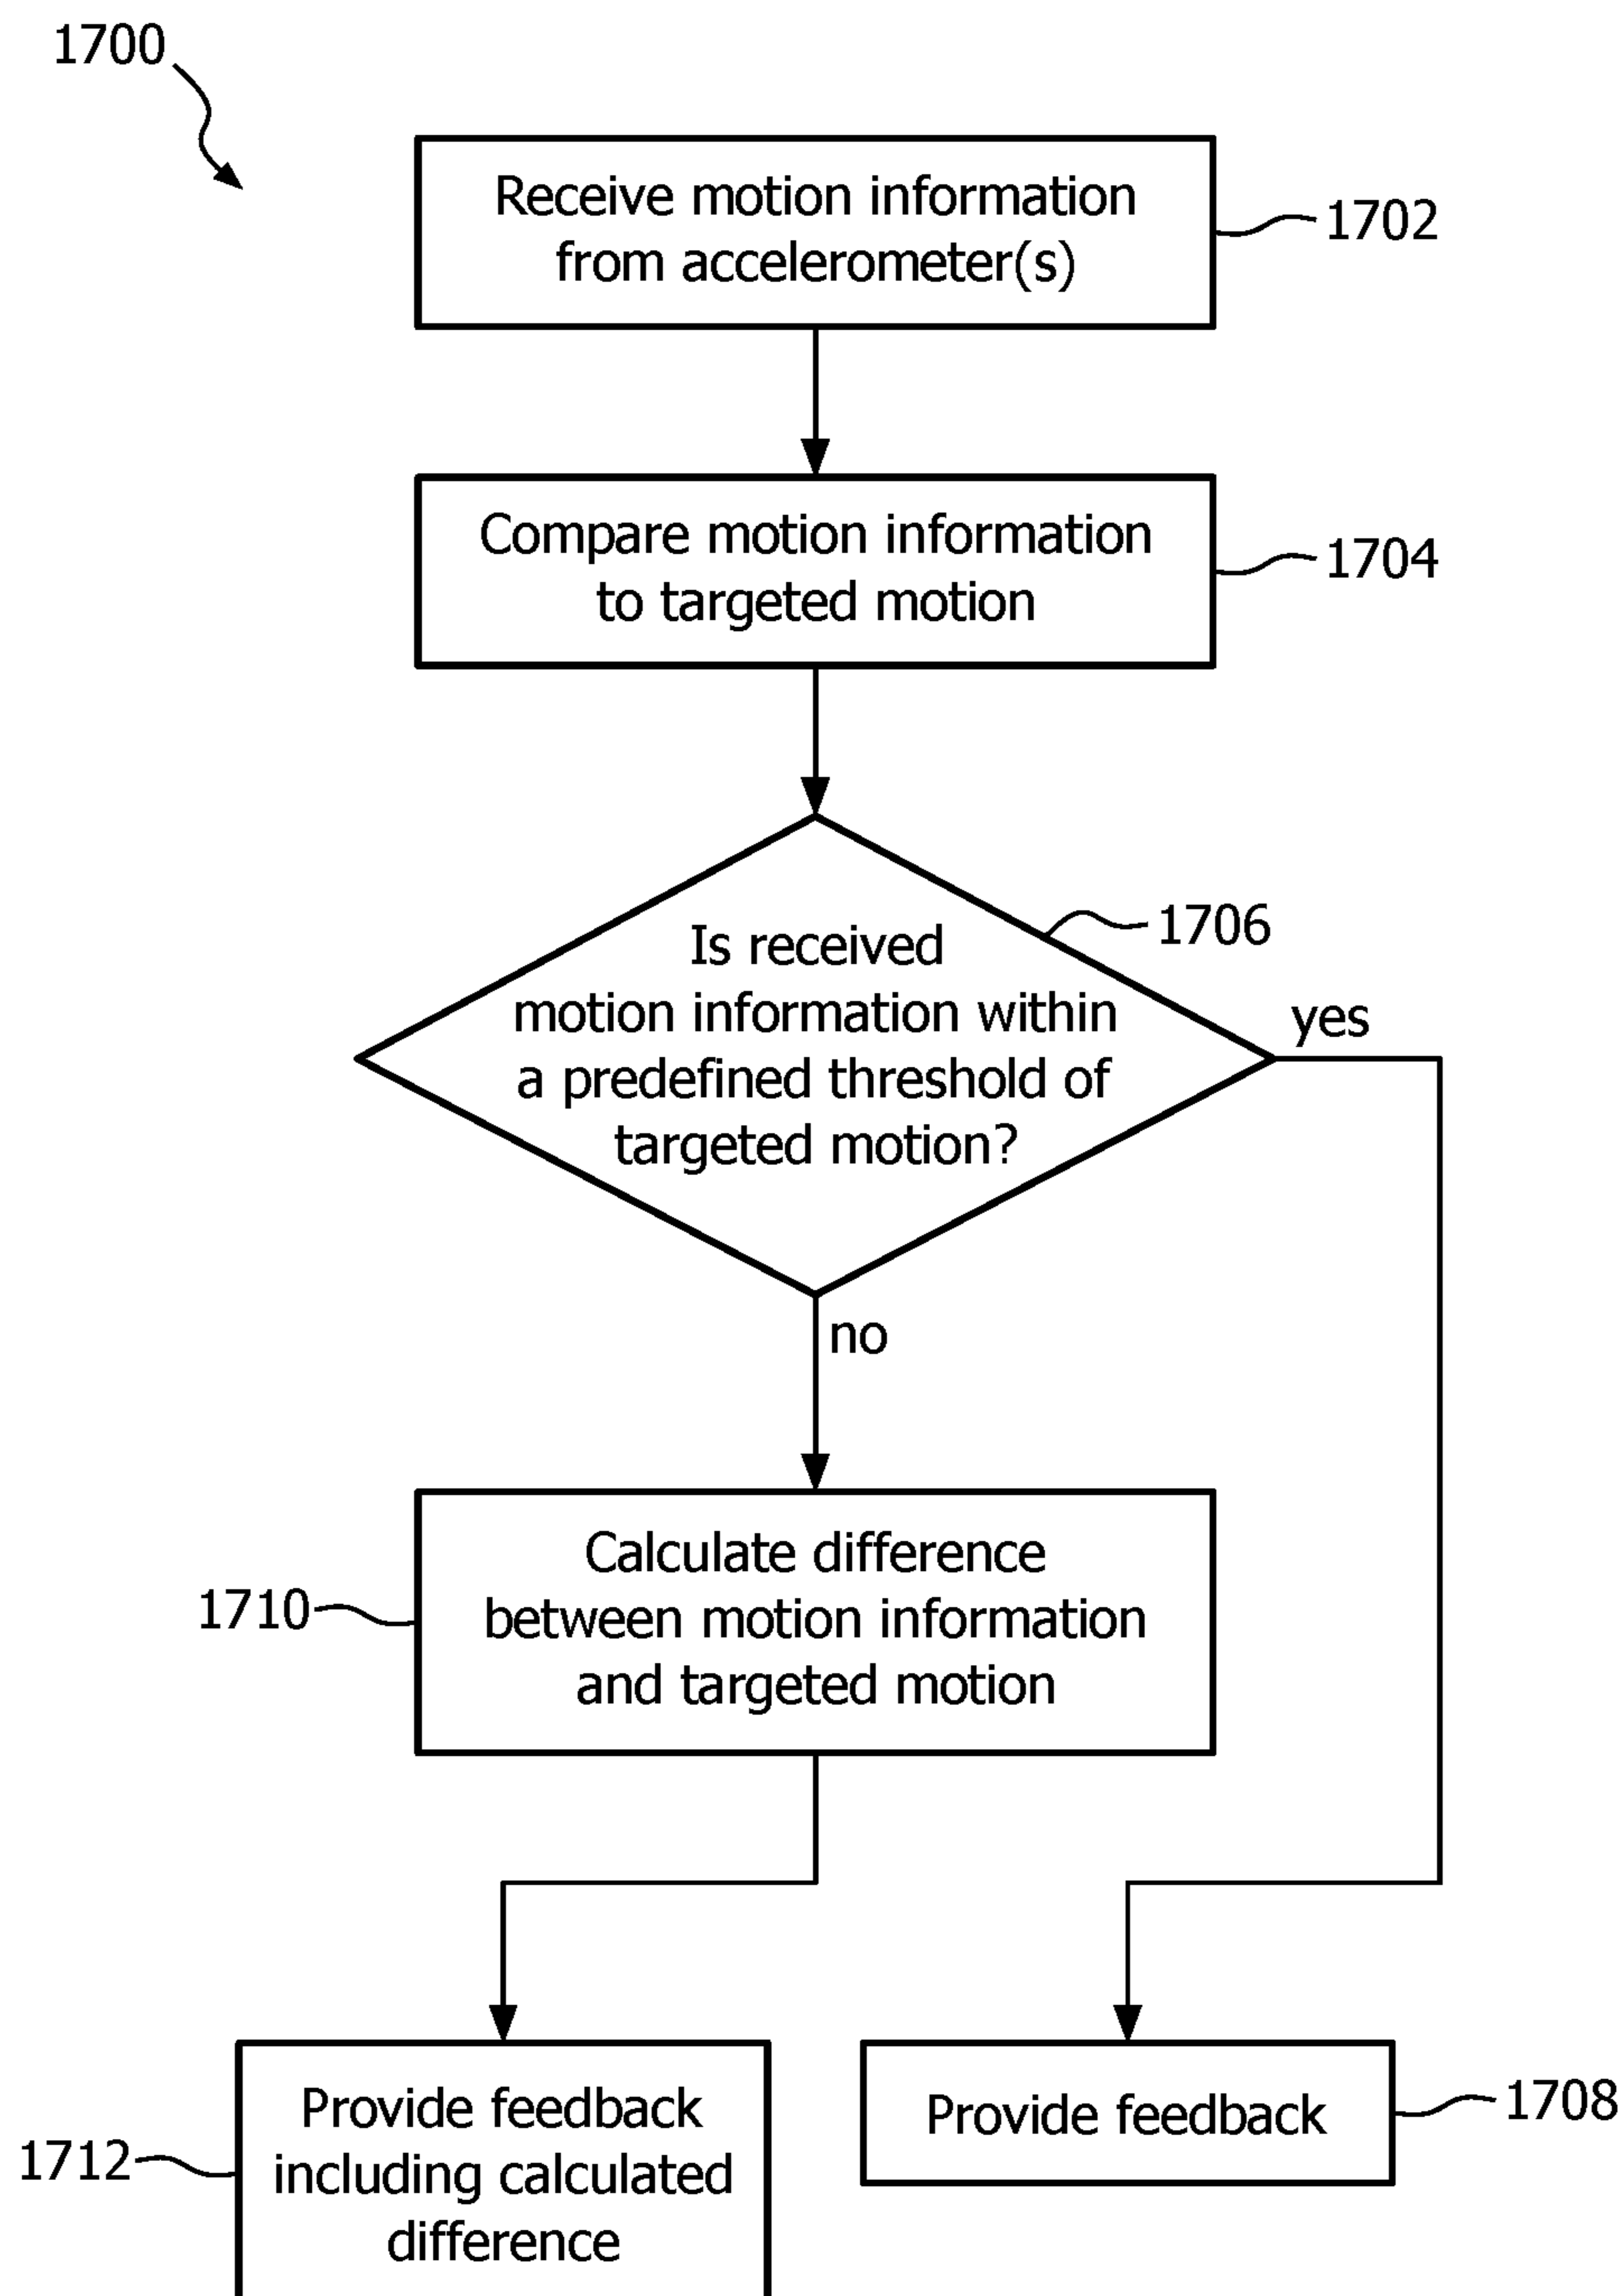 1700
Receive motion information
from accelerometer(s)
1702
Compare motion information
to targeted motion
1704
Is received
motion information within
a predefined threshold of
targeted motion?
1706
yes
no
Calculate difference
between motion information
and targeted motion
1710
Provide feedback
including calculated
difference
1712
Provide feedback
1708